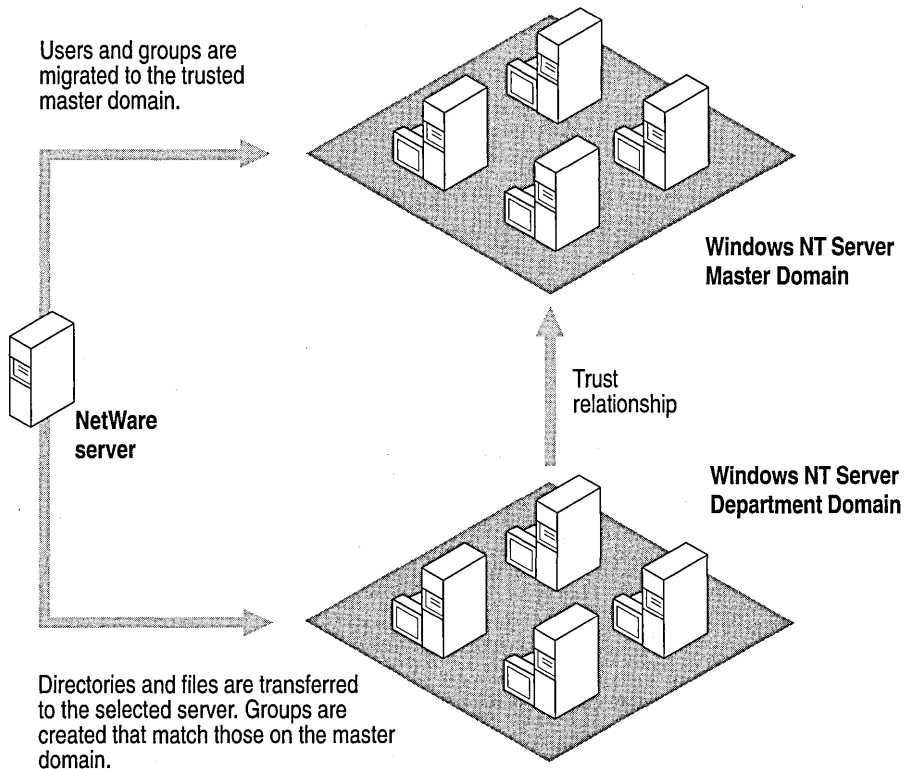 Users and groups are
migrated to the trusted
master domain.
Windows NT Server
Master Domain
Trust
relationship
NetWare
server
Windows NT Server
Department Domain
Directories and files are transferred
to the selected server. Groups are
created that match those on the master
domain.